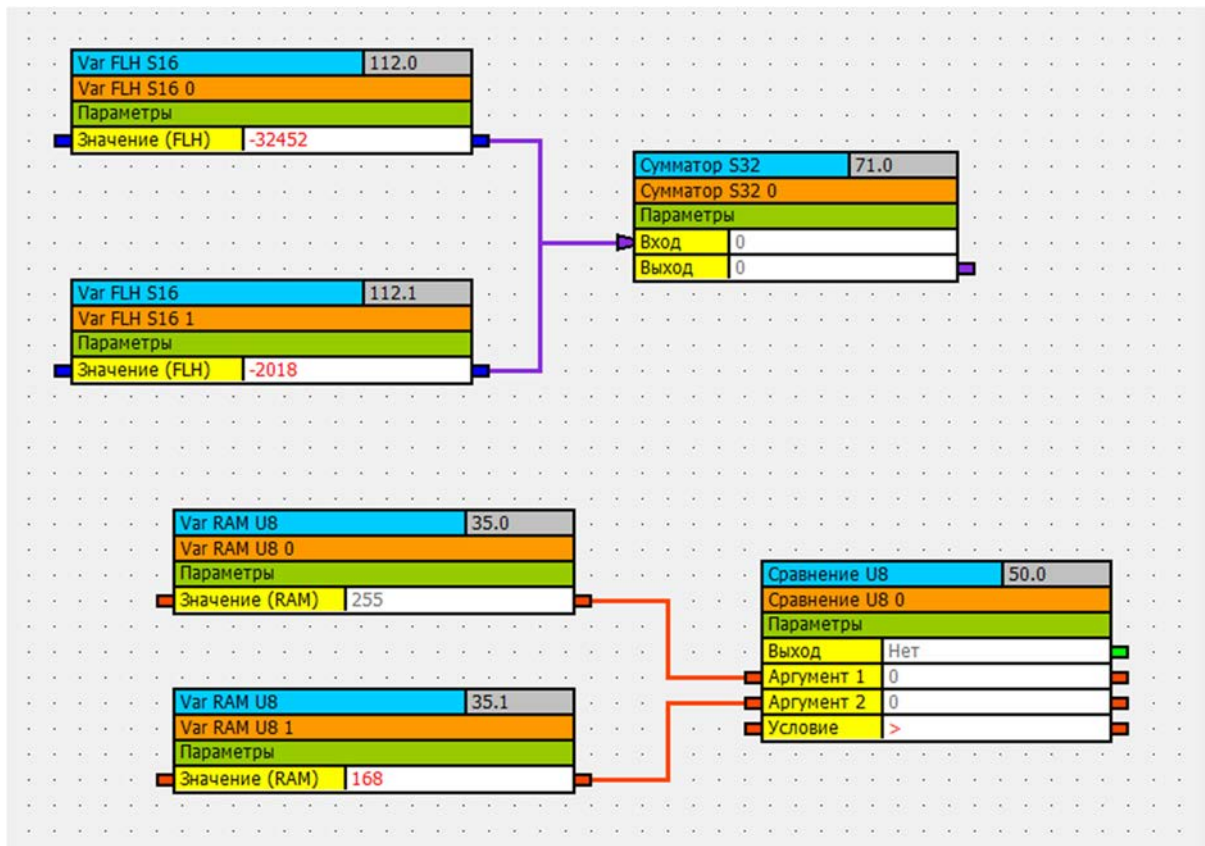 Var FLH S16 112.0
Var FLH S16 0
Параметры
Значение (FLH) -32452
Сумматор S32 71.0
Сумматор S32 0
Параметры
Вход 0
Выход 0
Var FLH S16 112.1
Var FLH S16 1
Параметры
Значение (FLH) -2018
Var RAM U8 35.0
Var RAM U8 0
Параметры
Значение (RAM) 255
Сравнение U8 50.0
Сравнение U8 0
Параметры
Выход Нет
Аргумент 1 0
Аргумент 2 0
Условие >
Var RAM U8 35.1
Var RAM U8 1
Параметры
Значение (RAM) 168